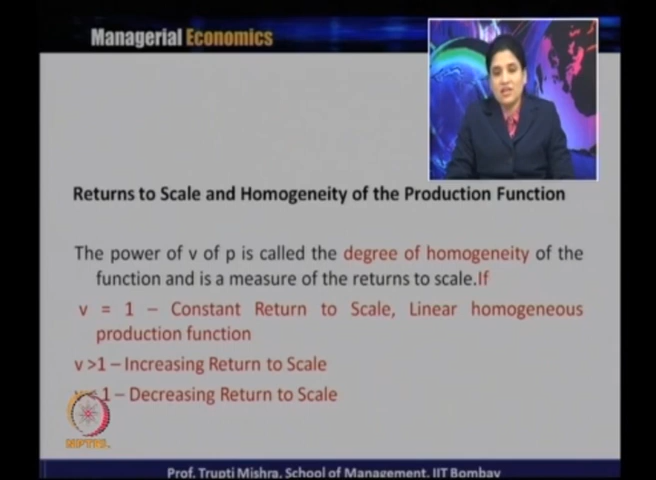 Managerial Economics
Returns to Scale and Homogeneity of the Production Function
The power of v of p is called the degree of homogeneity of the
function and is a measure of the returns to scale.If
v = 1 – Constant Return to Scale, Linear homogeneous
production function
v >1 – Increasing Return to Scale
1 – Decreasing Return to Scale
NPTEL
Prof. Trupti Mishra, School of Management, IIT Bombay